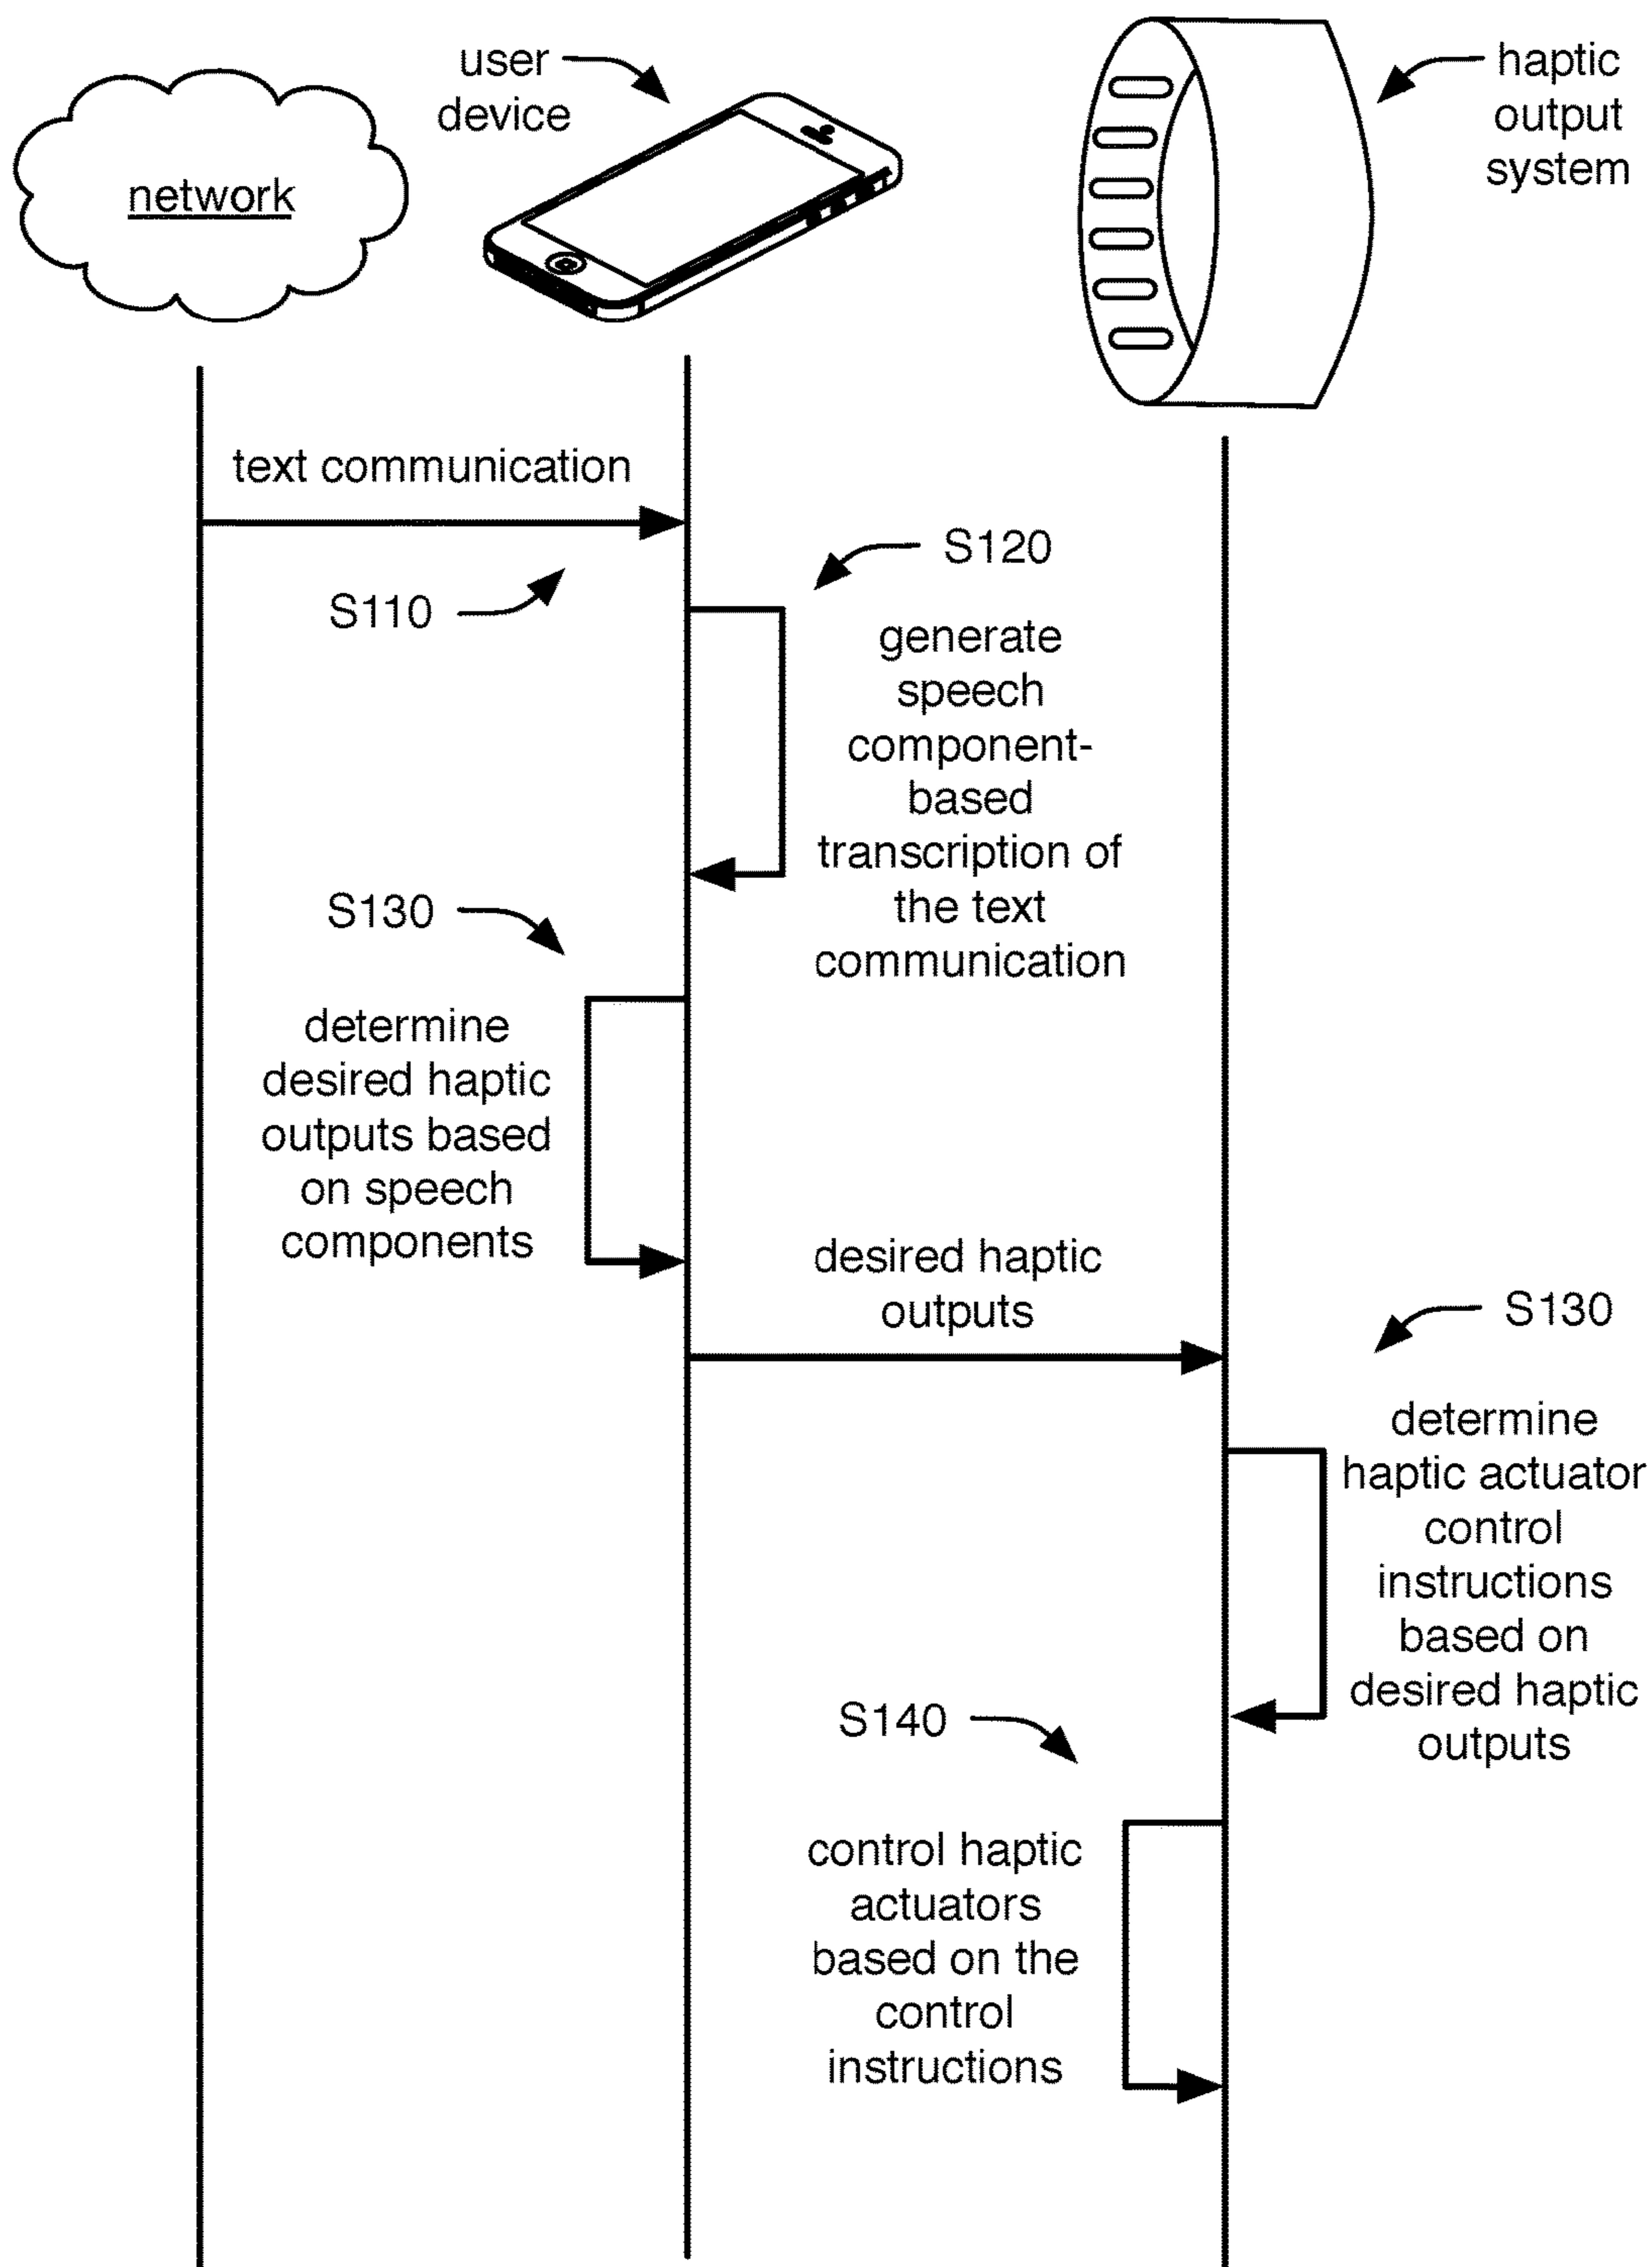 user
device
haptic
output
system
network
text communication
S110
S120
generate
speech
component-
based
transcription of
the text
communication
S130
determine
desired haptic
outputs based
on speech
components
desired haptic
outputs
S130
determine
haptic actuator
control
instructions
based on
desired haptic
outputs
S140
control haptic
actuators
based on the
control
instructions